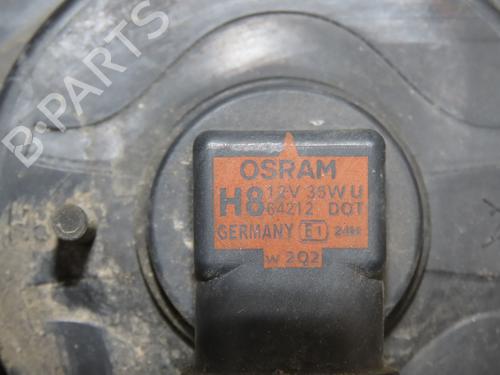 OSRAM
H8 12V 35W U
64212 DOT
GERMANY E1
W 2Q2
B-PARTS